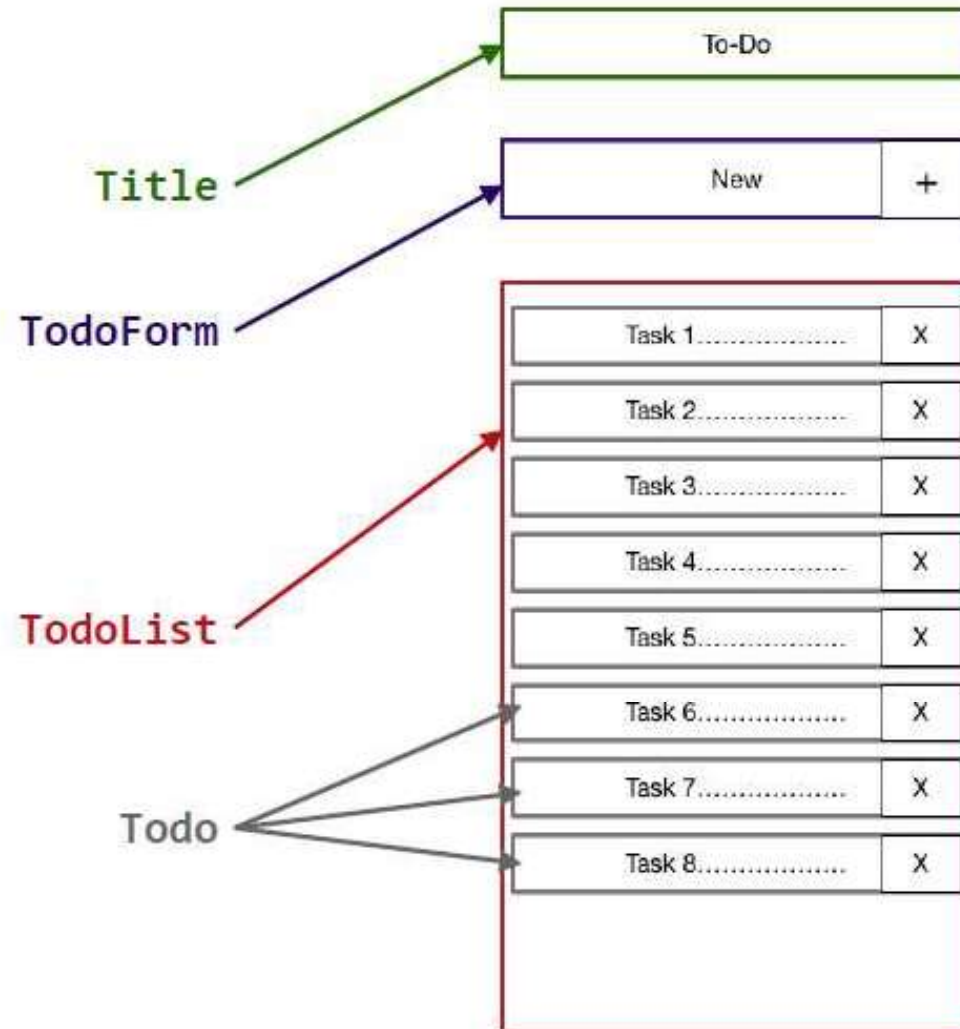 To-Do
Title
New +
TodoForm
Task 1.................. X
Task 2.................. X
Task 3.................. X
Task 4.................. X
Task 5.................. X
TodoList
Task 6.................. X
Task 7.................. X
Todo
Task 8.................. X